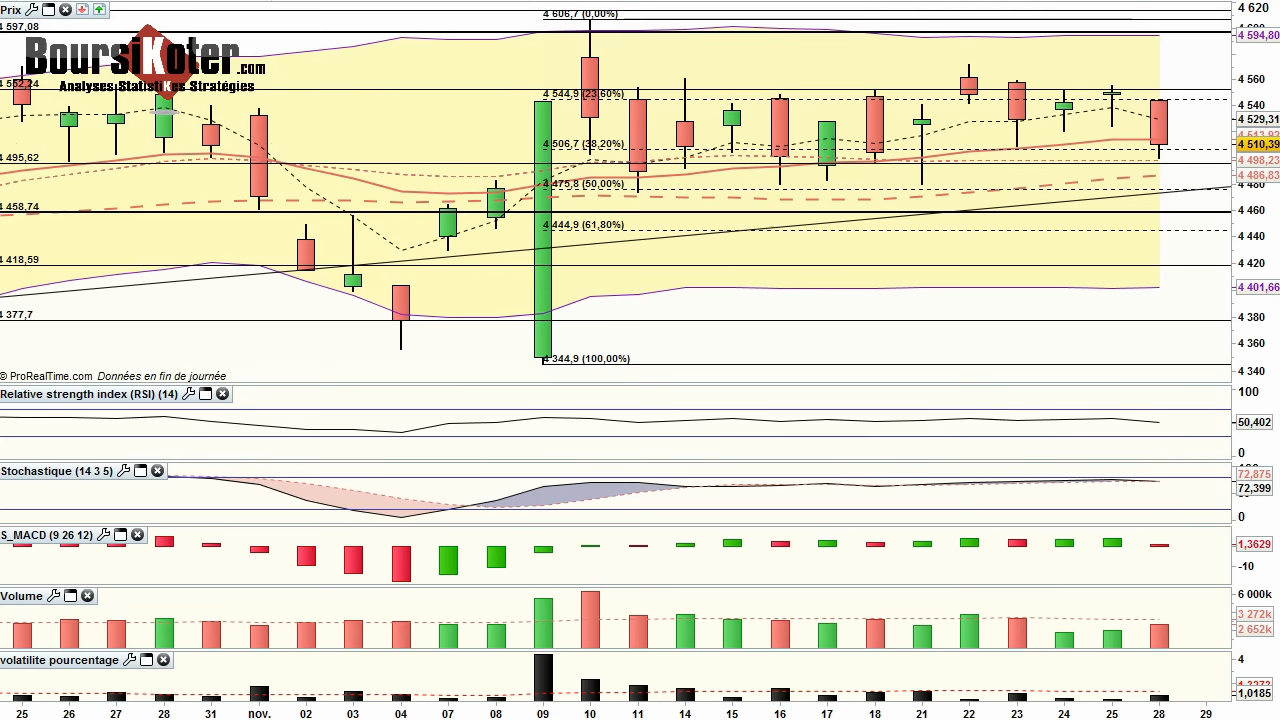 Prix
4 597,08
BoursiKoter.com
Analyses StatistiKes Stratégies
4 552,24
4 495,62
4 458,74
4 418,59
4 377,7
4 606,7 (0,00%)
4 544,9 (23,60%)
4 506,7 (38,20%)
4 475,8 (50,00%)
4 444,9 (61,80%)
4 344,9 (100,00%)
4 620
4 594,80
4 560
4 540
4 529,31
4 510,39
4 498,23
4 486,83
4 460
4 440
4 420
4 401,66
4 380
4 360
4 340
© ProRealTime.com Données en fin de journée
Relative strength index (RSI) (14)
100
50,402
0
Stochastique (14 3 5)
72,875
72,399
0
S_MACD (9 26 12)
1,3629
-10
Volume
6 000k
3 272k
2 652k
volatilite pourcentage
4
1,0185
25 26 27 28 31 nov. 02 03 04 07 08 09 10 11 14 15 16 17 18 21 22 23 24 25 28 29